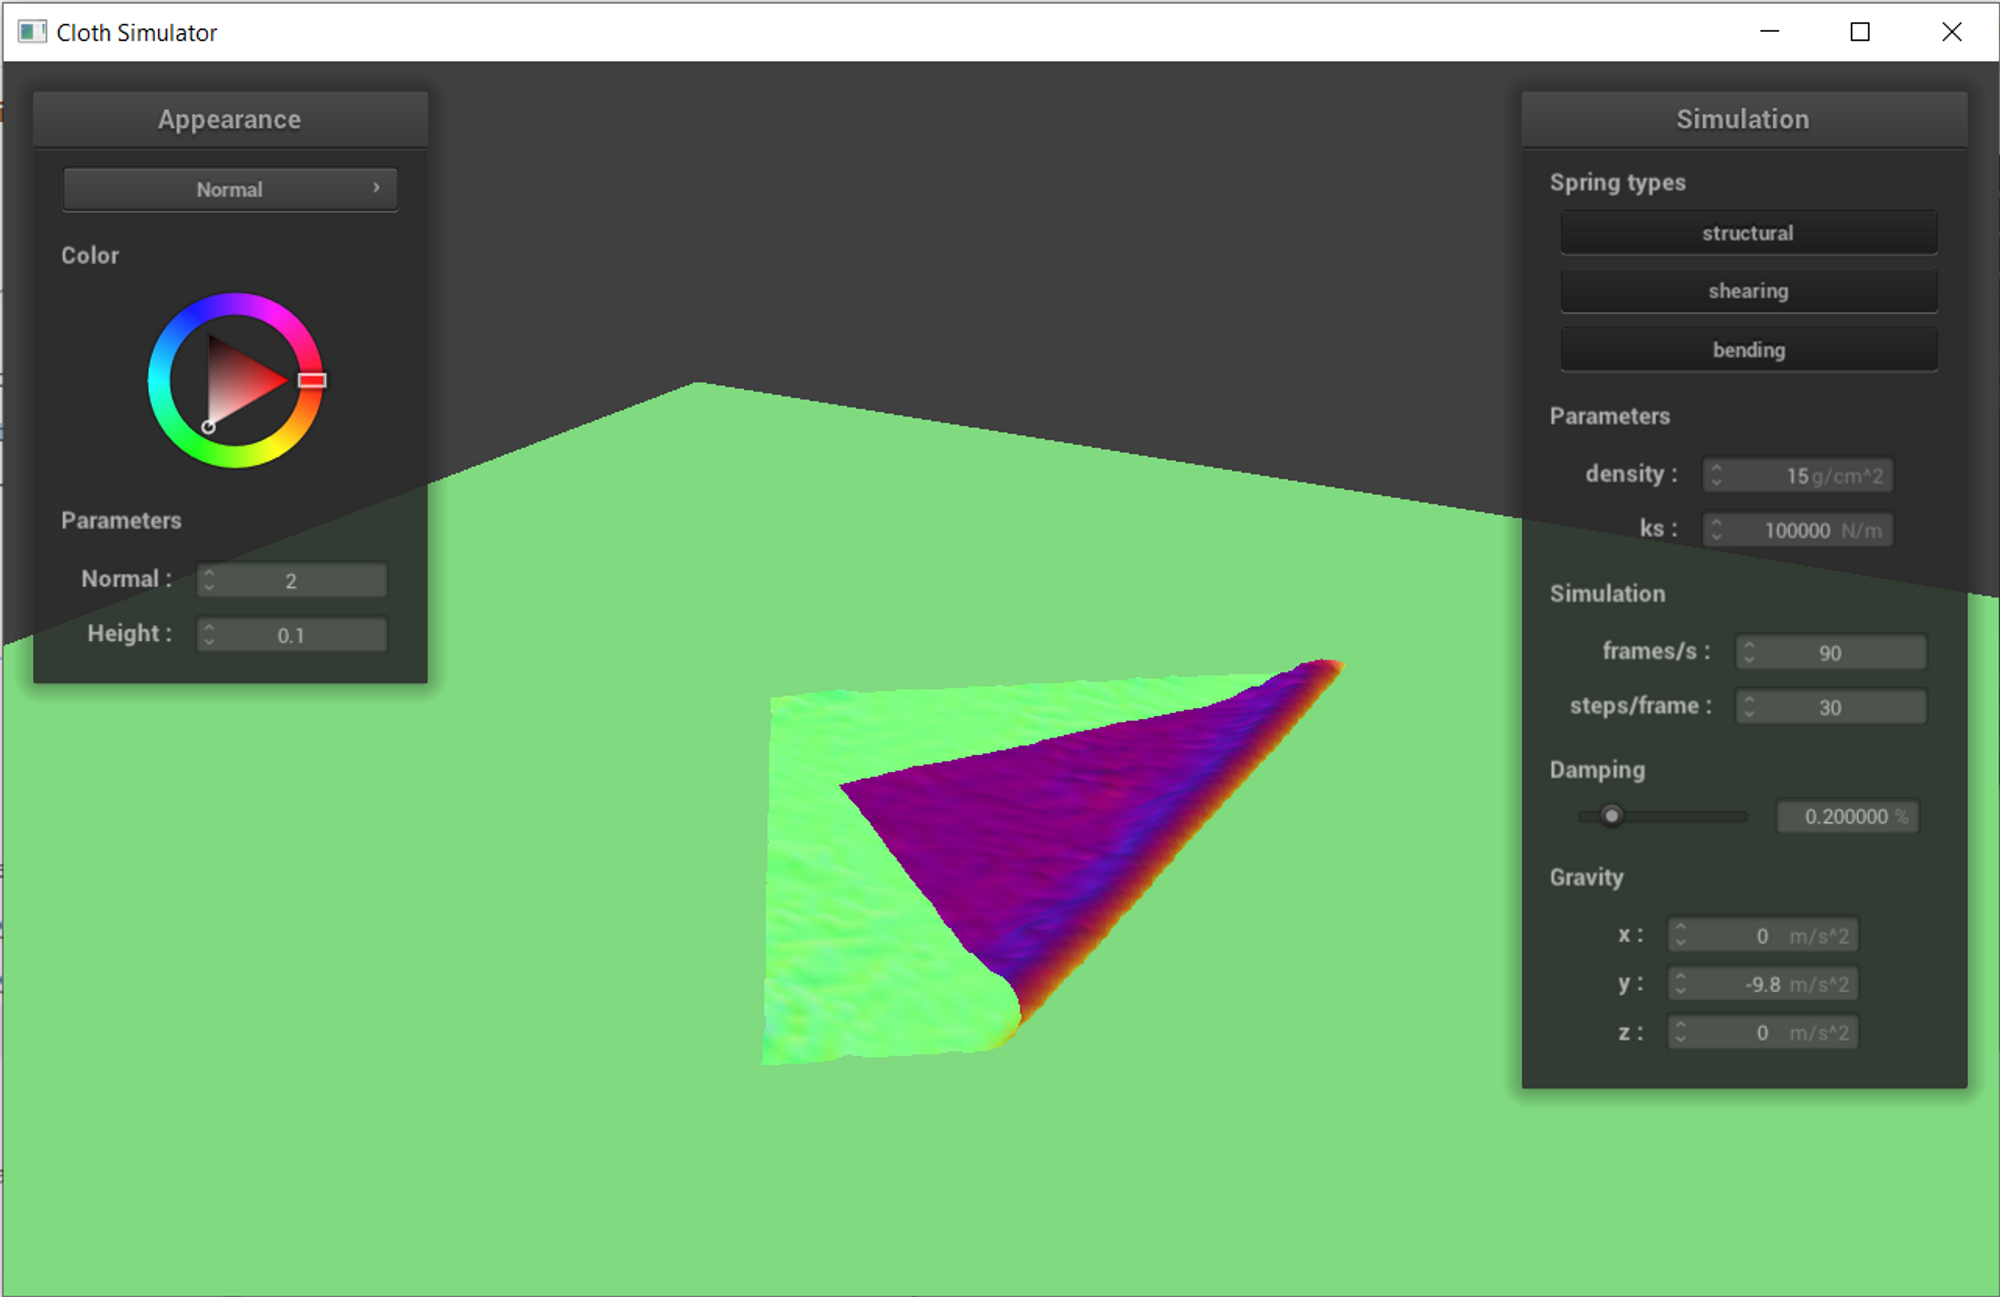 Cloth Simulator
Appearance
Normal
Color
Parameters
Normal : 2
Height : 0.1
Simulation
Spring types
structural
shearing
bending
Parameters
density : 15 g/cm^2
ks : 100000 N/m
Simulation
frames/s : 90
steps/frame : 30
Damping
0.200000 %
Gravity
x : 0 m/s^2
y : -9.8 m/s^2
z : 0 m/s^2